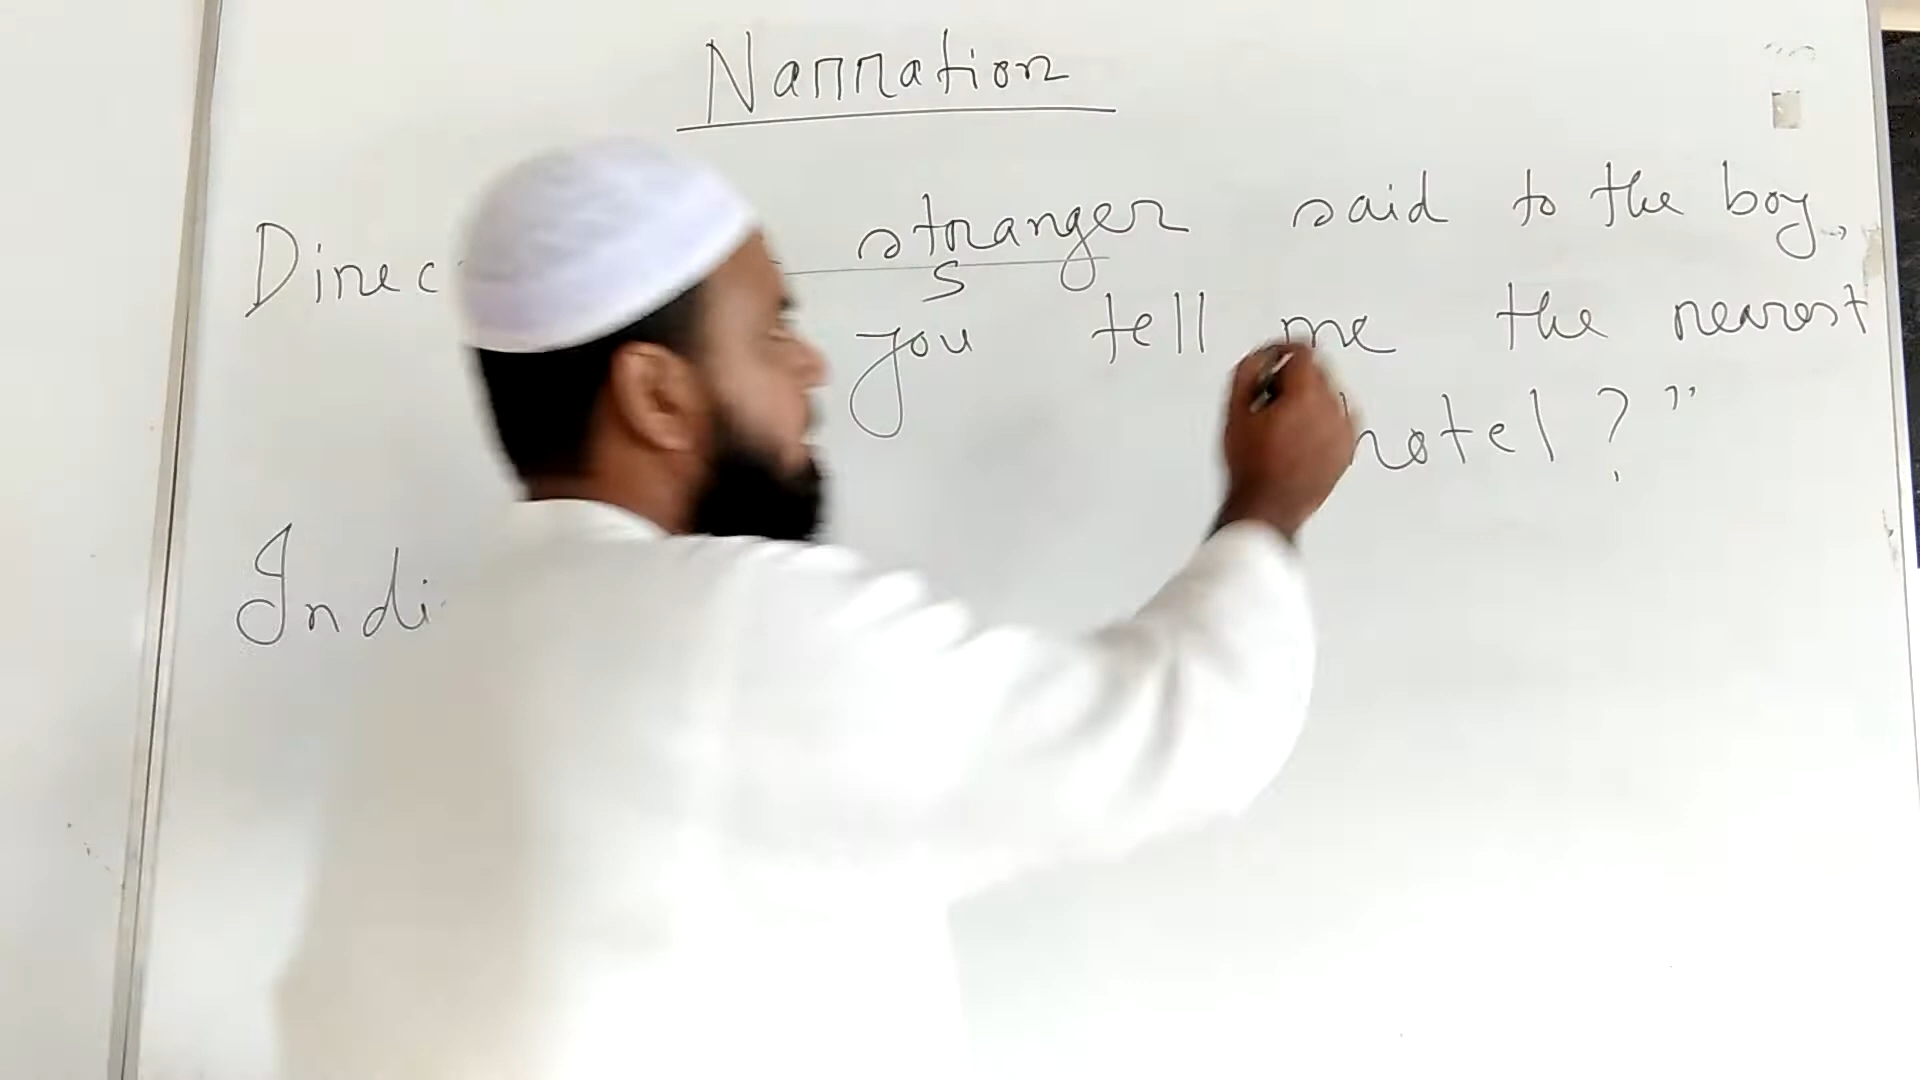 Narration
Direc stranger said to the boy,
S
you tell me the nearest
hotel?”
Indi